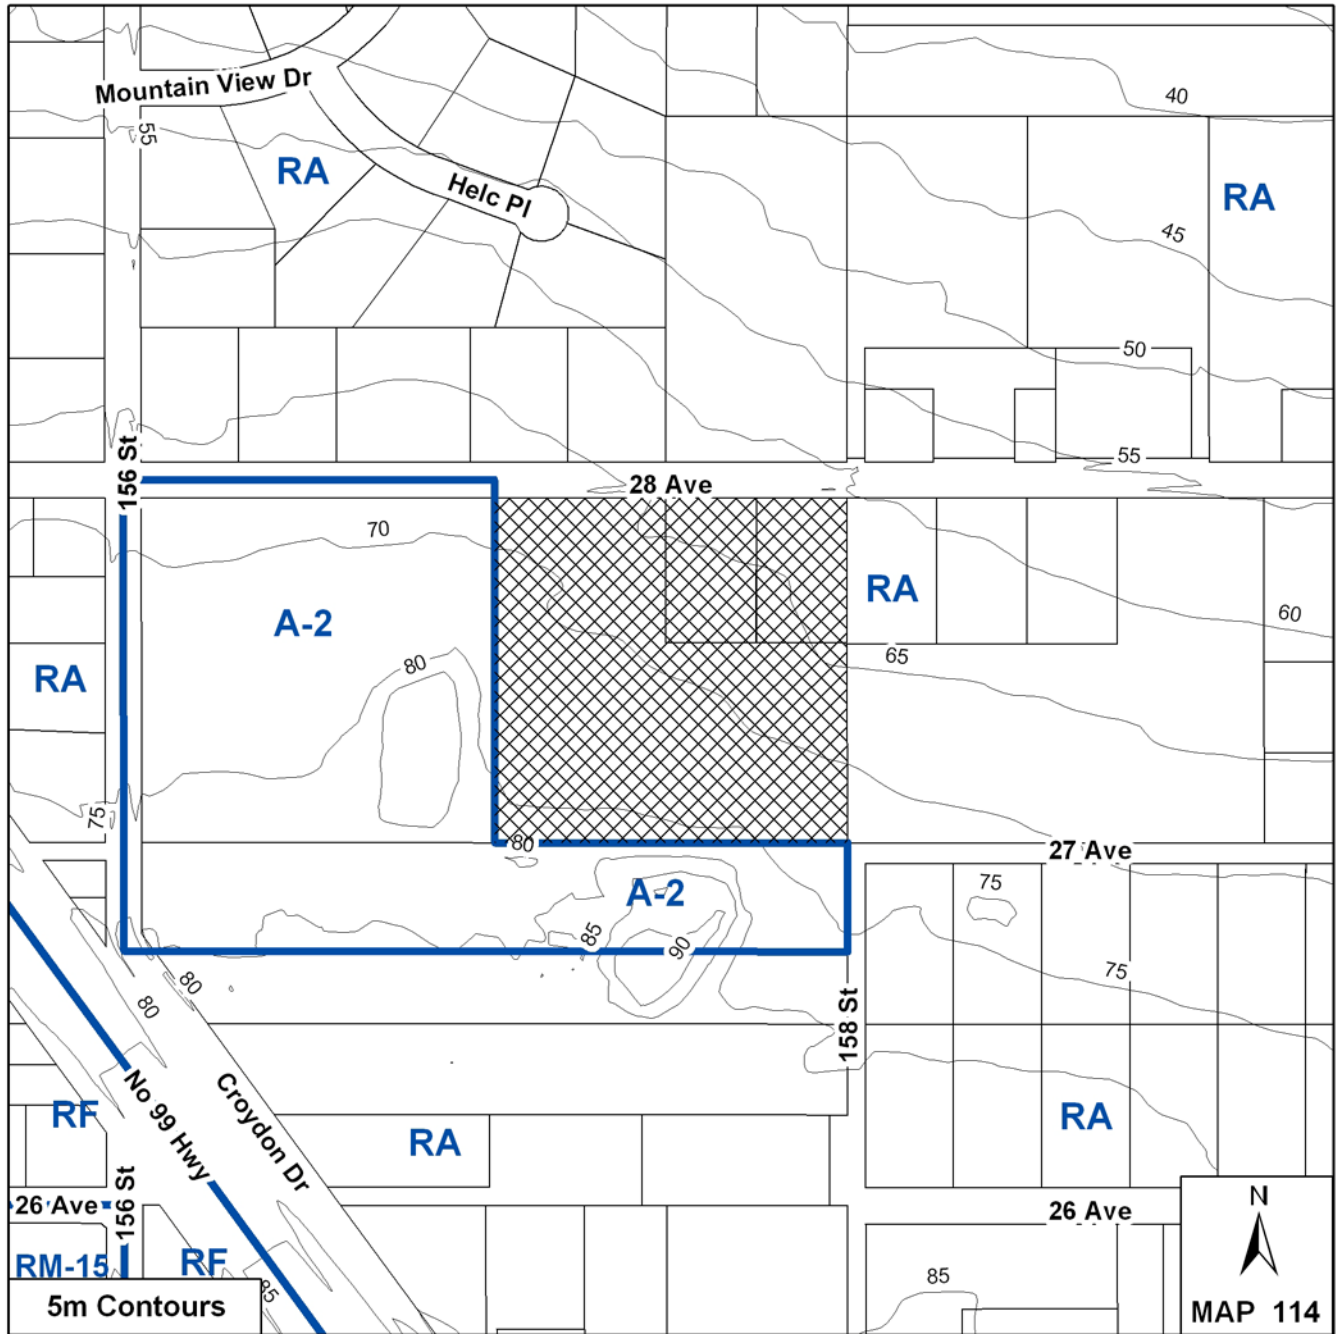 40
Mountain View Dr
55
RA
Helc Pl
RA
45
50
55
156 St
28 Ave
70
RA
A-2
60
80
65
RA
75
80
27 Ave
A-2
75
85
90
75
80
80
158 St
No 99 Hwy
Croydon Dr
RF
RA
RA
156 St
26 Ave
26 Ave
N
RM-15
RF
85
85
5m Contours
MAP 114